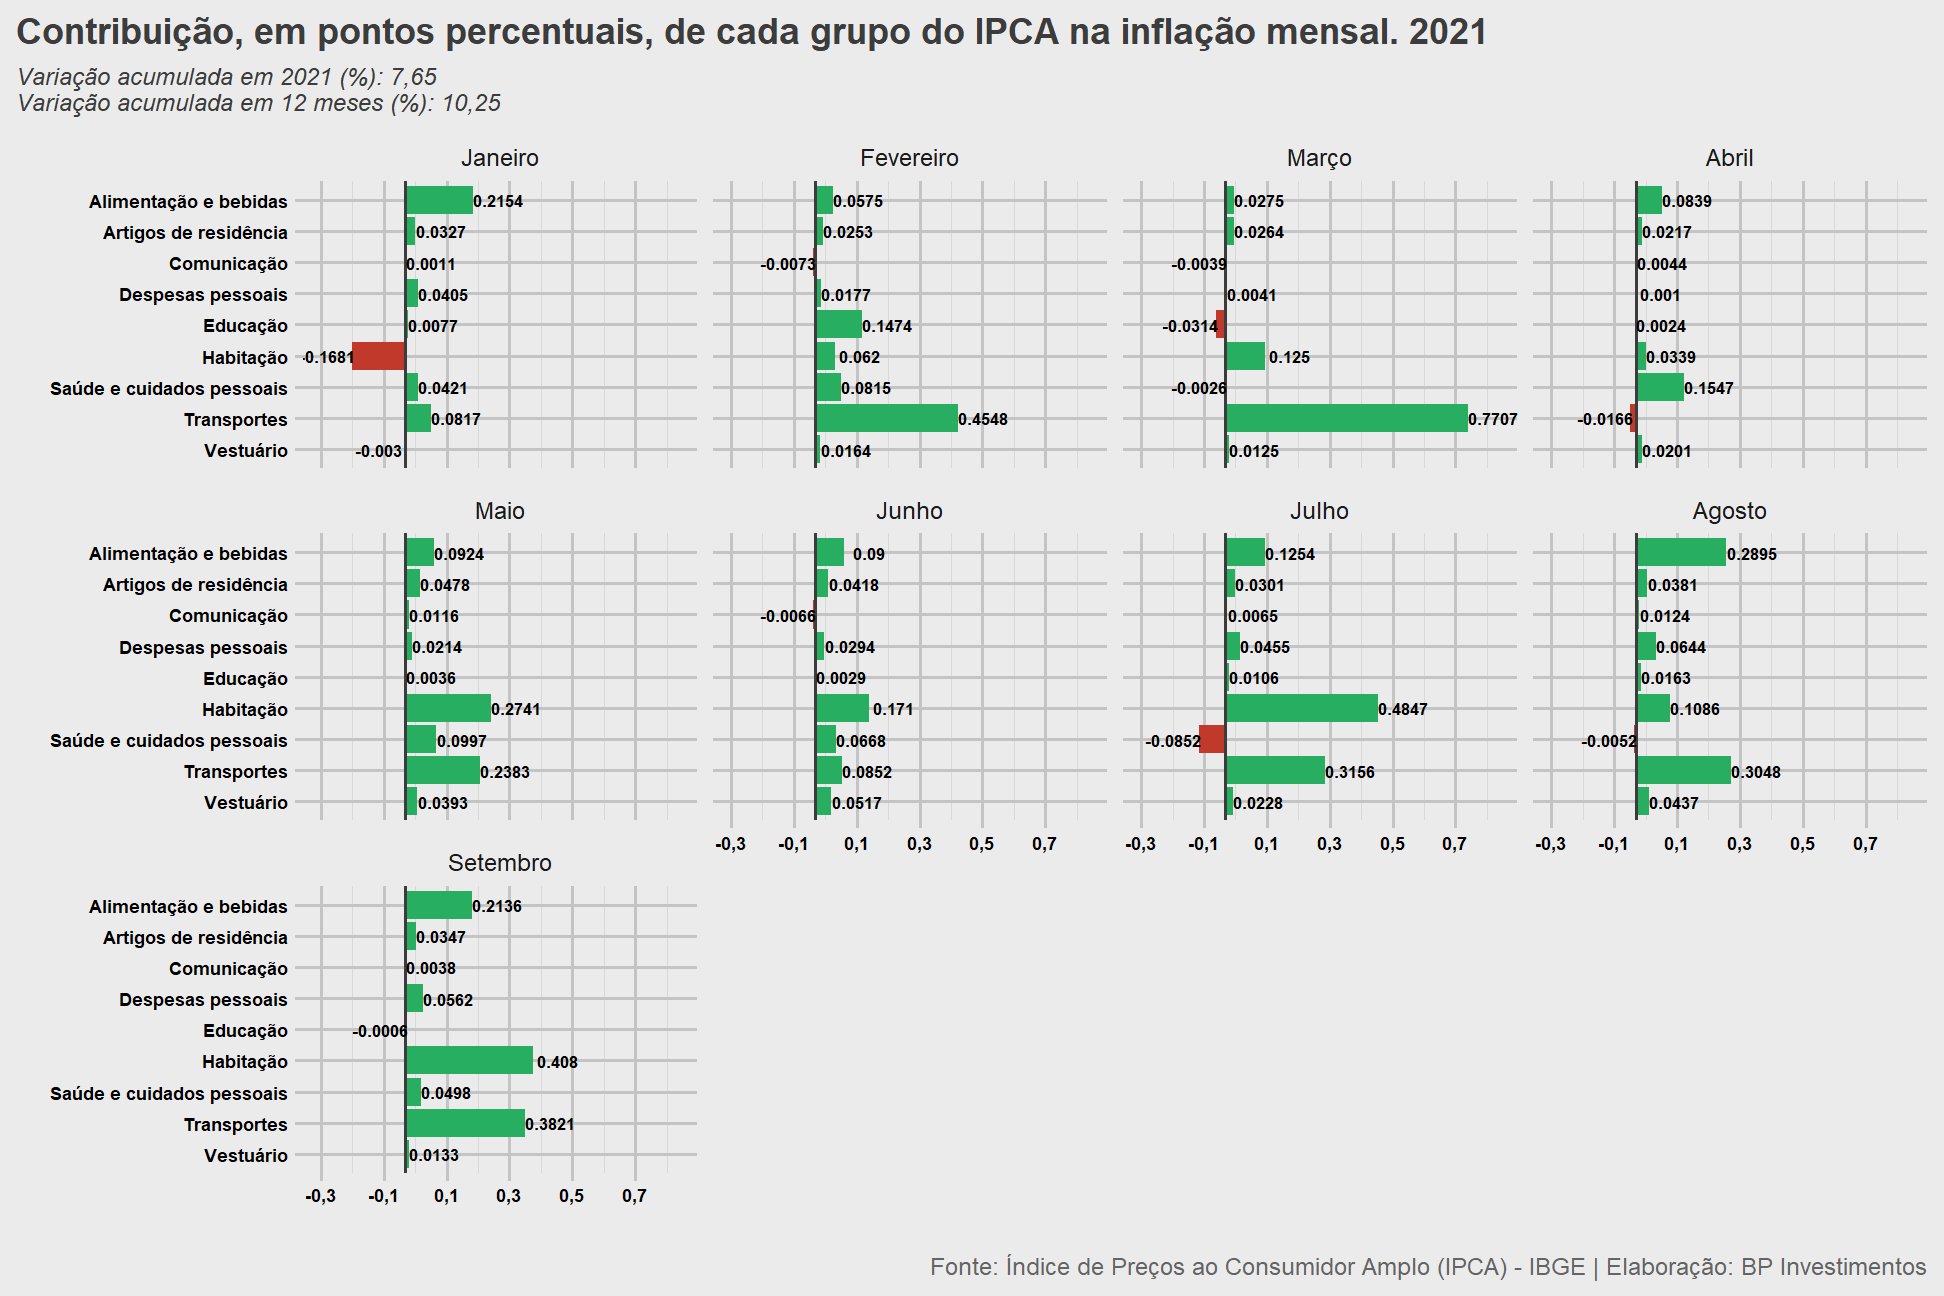 Contribuição, em pontos percentuais, de cada grupo do IPCA na inflação mensal. 2021
Variação acumulada em 2021 (%): 7,65
Variação acumulada em 12 meses (%): 10,25
Janeiro Fevereiro Março Abril
Alimentação e bebidas 0.2154 0.0575 0.0275 0.0839
Artigos de residência 0.0327 0.0253 0.0264 0.0217
Comunicação 0.0011 -0.0073 -0.0039 0.0044
Despesas pessoais 0.0405 0.0177 0.0041 0.001
Educação 0.0077 0.1474 -0.0314 0.0024
Habitação -0.1681 0.062 0.125 0.0339
Saúde e cuidados pessoais 0.0421 0.0815 -0.0026 0.1547
Transportes 0.0817 0.4548 0.7707 -0.0166
Vestuário -0.003 0.0164 0.0125 0.0201
Maio Junho Julho Agosto
Alimentação e bebidas 0.0924 0.09 0.1254 0.2895
Artigos de residência 0.0478 0.0418 0.0301 0.0381
Comunicação 0.0116 -0.0066 0.0065 0.0124
Despesas pessoais 0.0214 0.0294 0.0455 0.0644
Educação 0.0036 0.0029 0.0106 0.0163
Habitação 0.2741 0.171 0.4847 0.1086
Saúde e cuidados pessoais 0.0997 0.0668 -0.0852 -0.0052
Transportes 0.2383 0.0852 0.3156 0.3048
Vestuário 0.0393 0.0517 0.0228 0.0437
-0,3 -0,1 0,1 0,3 0,5 0,7 -0,3 -0,1 0,1 0,3 0,5 0,7 -0,3 -0,1 0,1 0,3 0,5 0,7
Setembro
Alimentação e bebidas 0.2136
Artigos de residência 0.0347
Comunicação 0.0038
Despesas pessoais 0.0562
Educação -0.0006
Habitação 0.408
Saúde e cuidados pessoais 0.0498
Transportes 0.3821
Vestuário 0.0133
-0,3 -0,1 0,1 0,3 0,5 0,7
Fonte: Índice de Preços ao Consumidor Amplo (IPCA) - IBGE | Elaboração: BP Investimentos